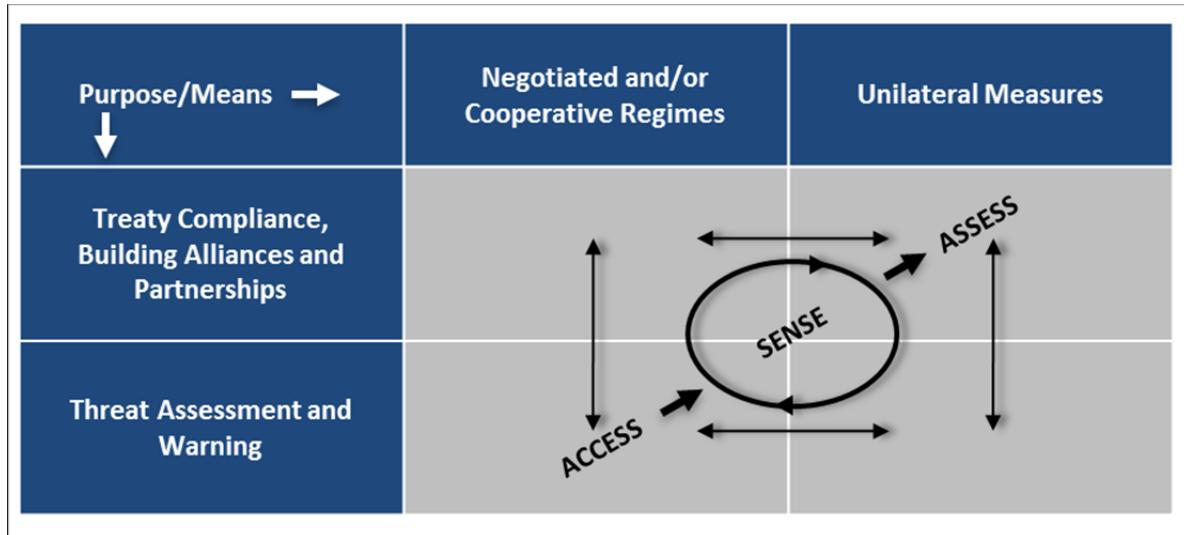 Purpose/Means
Negotiated and/or
Cooperative Regimes
Unilateral Measures
Treaty Compliance,
Building Alliances and
Partnerships
ASSESS
SENSE
Threat Assessment and
Warning
ACCESS